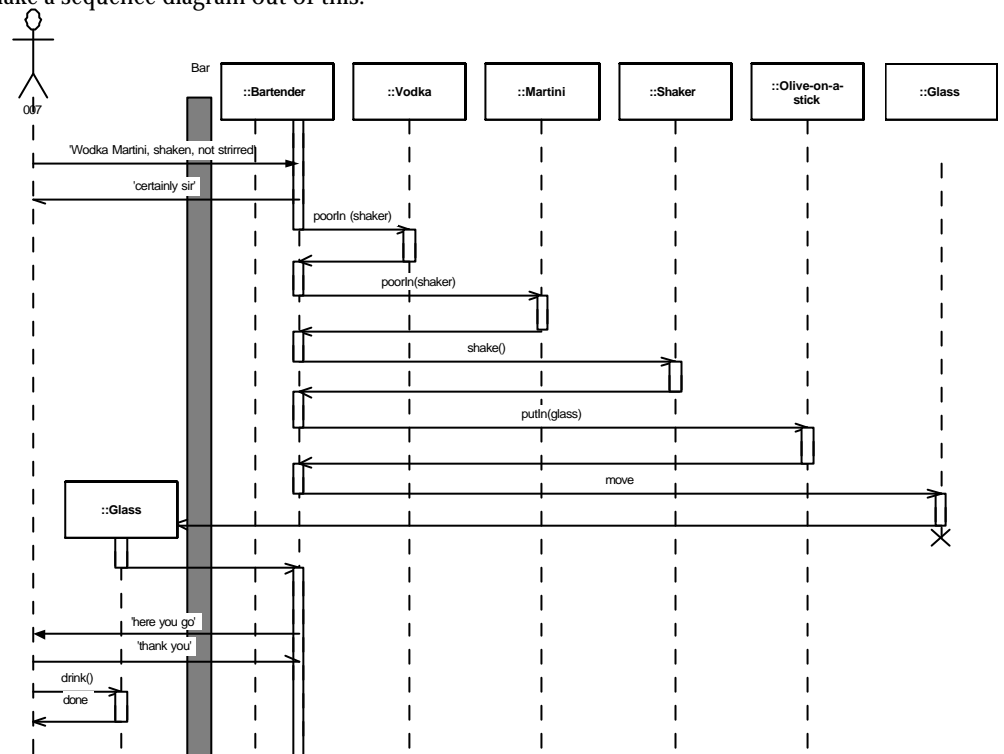 make a sequence diagram out of this.
007
Bar
::Bartender
::Vodka
::Martini
::Shaker
::Olive-on-a-
stick
::Glass
'Wodka Martini, shaken, not strirred
'certainly sir'
poorIn (shaker)
poorIn(shaker)
shake()
putIn(glass)
move
::Glass
'here you go'
'thank you'
drink()
done